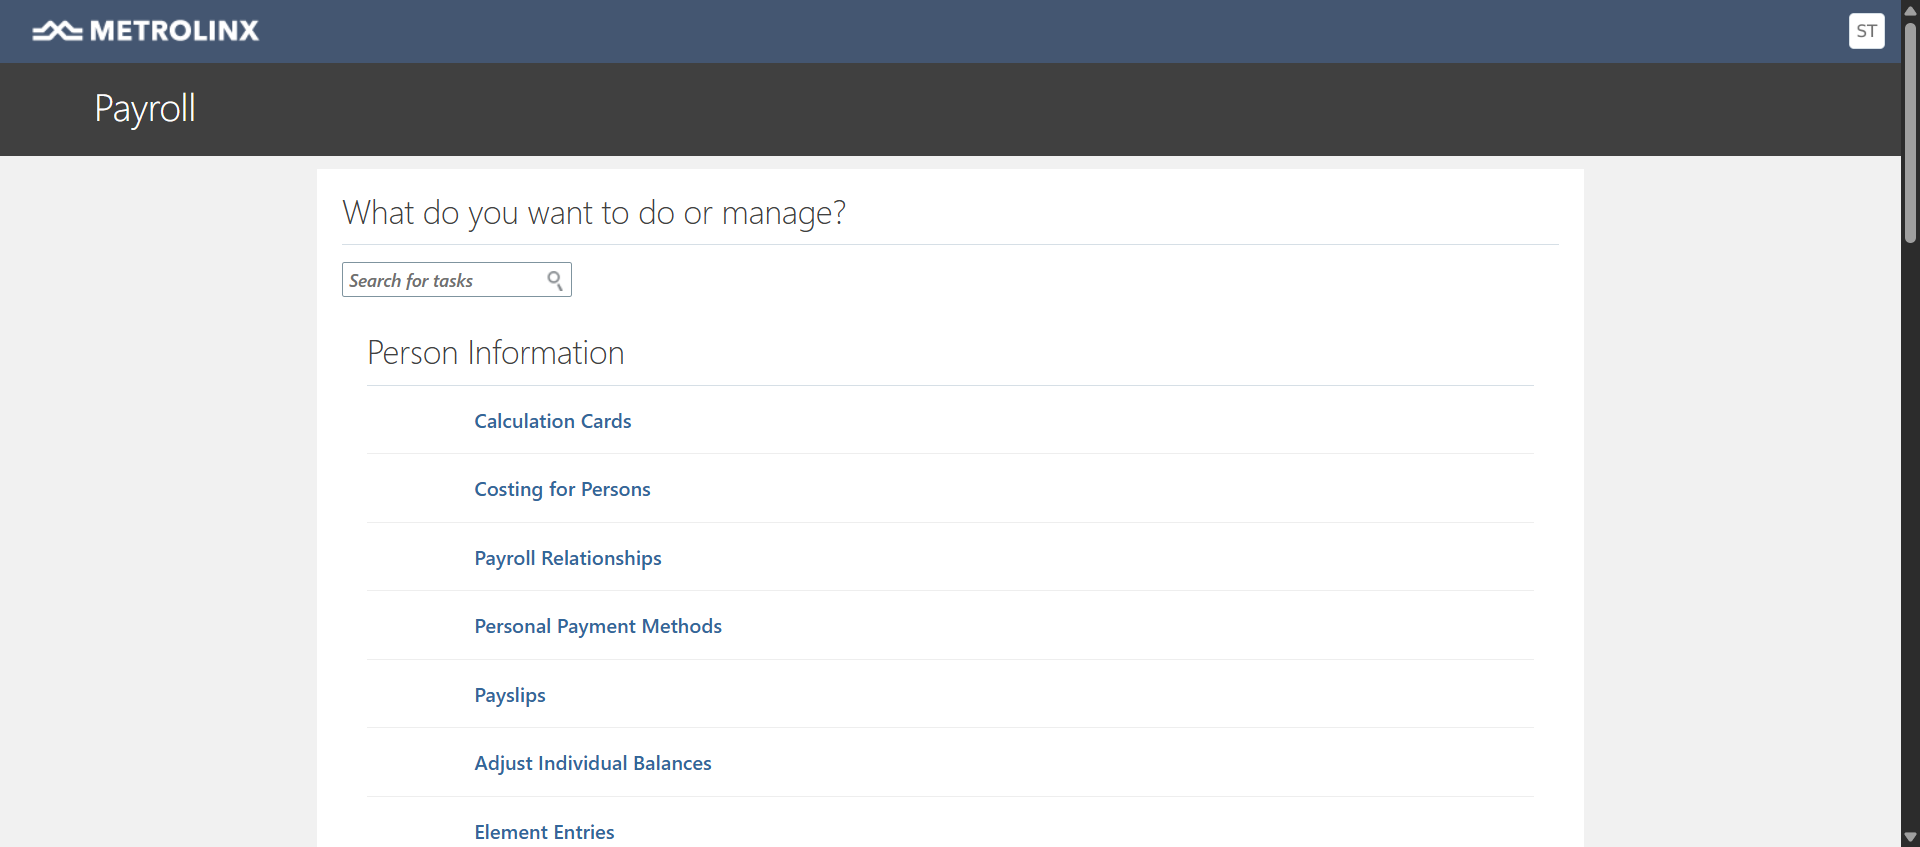 METROLINX
ST
Payroll
What do you want to do or manage?
Search for tasks
Person Information
Calculation Cards
Costing for Persons
Payroll Relationships
Personal Payment Methods
Payslips
Adjust Individual Balances
Element Entries